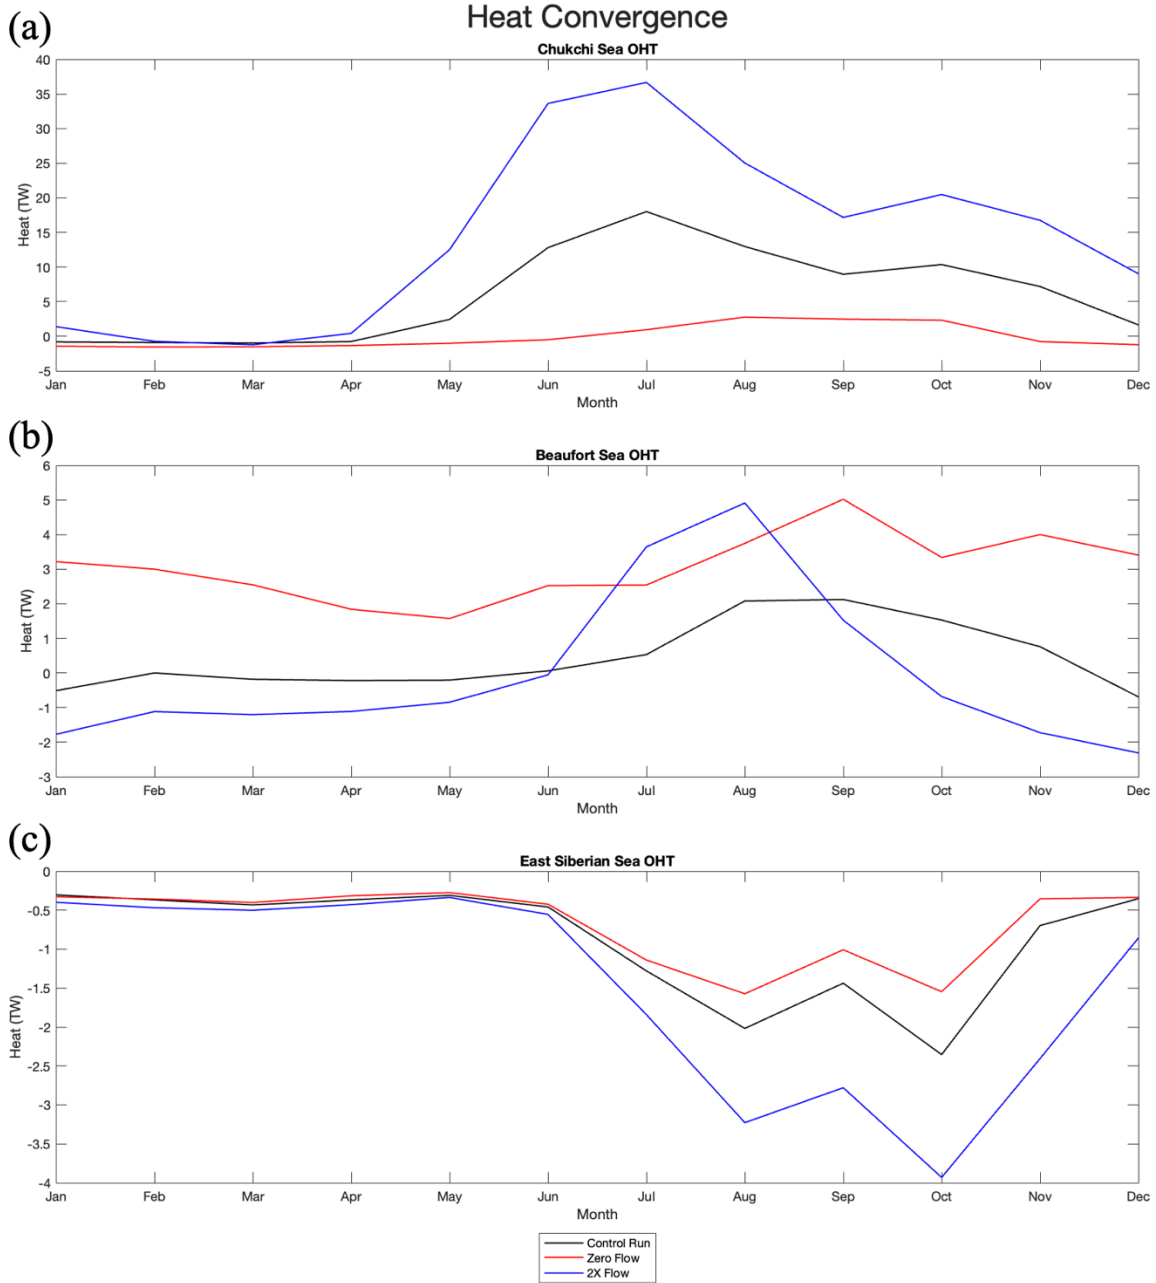 Heat Convergence
(a)
Chukchi Sea OHT
40
35
30
25
20
15
10
5
0
-5
Heat (TW)
Jan Feb Mar Apr May Jun Jul Aug Sep Oct Nov Dec
Month
(b)
Beaufort Sea OHT
6
5
4
3
2
1
0
-1
-2
-3
Heat (TW)
Jan Feb Mar Apr May Jun Jul Aug Sep Oct Nov Dec
Month
(c)
East Siberian Sea OHT
0
-0.5
-1
-1.5
-2
-2.5
-3
-3.5
-4
Heat (TW)
Jan Feb Mar Apr May Jun Jul Aug Sep Oct Nov Dec
Month
Control Run
Zero Flow
2X Flow